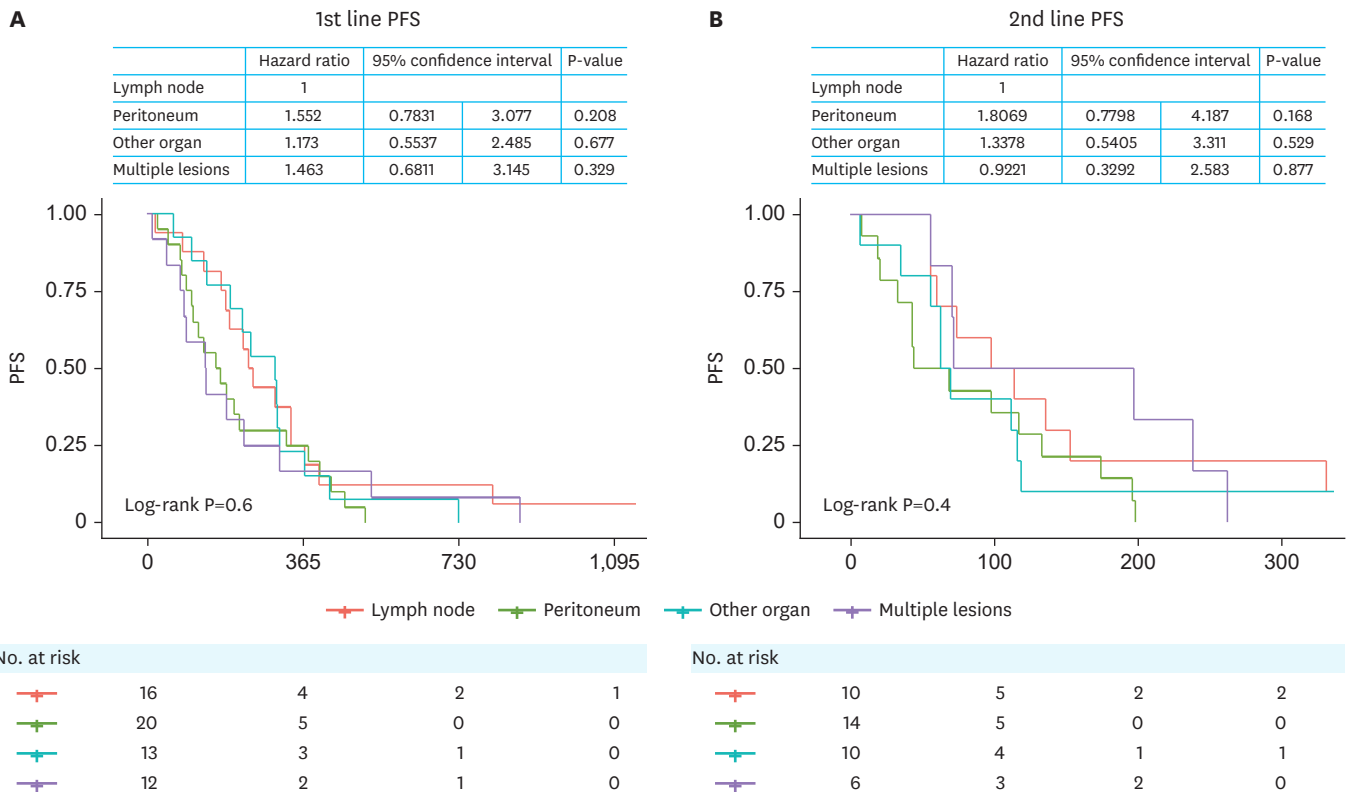 A 1st line PFS
Hazard ratio 95% confidence interval P-value
Lymph node 1
Peritoneum 1.552 0.7831 3.077 0.208
Other organ 1.173 0.5537 2.485 0.677
Multiple lesions 1.463 0.6811 3.145 0.329
1.00
0.75
0.50
0.25
0
PFS
Log-rank P=0.6
0 365 730 1,095
B 2nd line PFS
Hazard ratio 95% confidence interval P-value
Lymph node 1
Peritoneum 1.8069 0.7798 4.187 0.168
Other organ 1.3378 0.5405 3.311 0.529
Multiple lesions 0.9221 0.3292 2.583 0.877
1.00
0.75
0.50
0.25
0
PFS
Log-rank P=0.4
0 100 200 300
Lymph node Peritoneum Other organ Multiple lesions
No. at risk
16 4 2 1
20 5 0 0
13 3 1 0
12 2 1 0
No. at risk
10 5 2 2
14 5 0 0
10 4 1 1
6 3 2 0